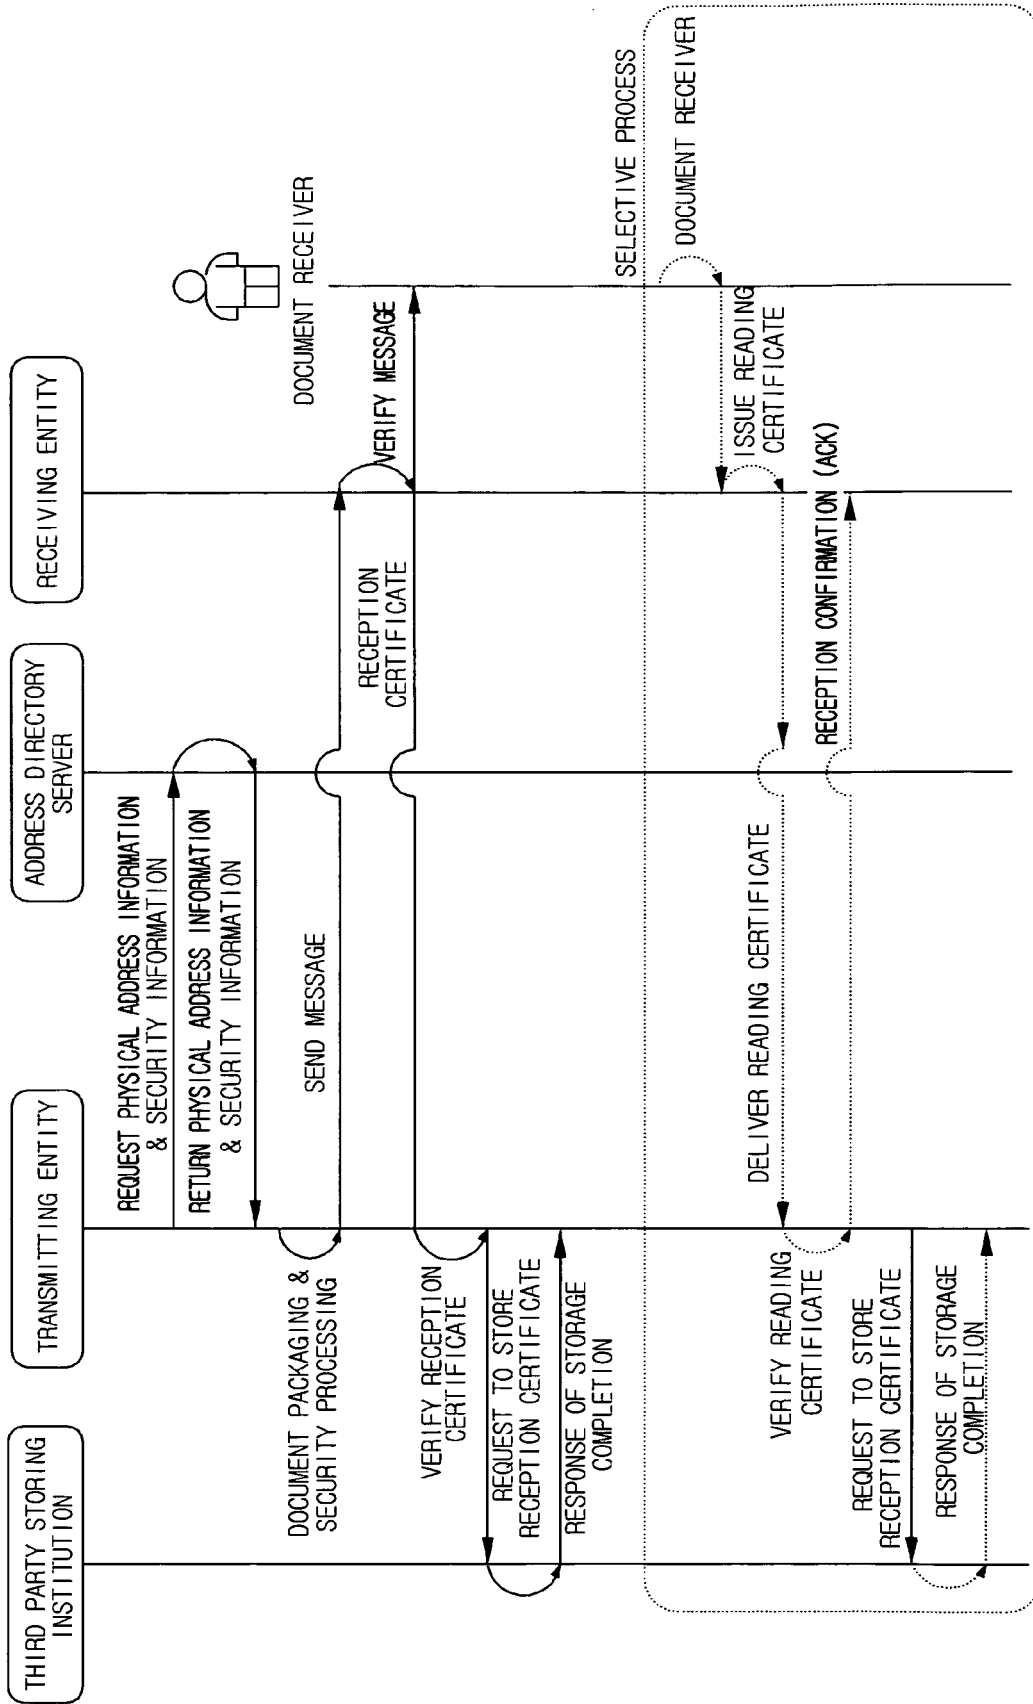 THIRD PARTY STORING
INSTITUTION
TRANSMITTING ENTITY
ADDRESS DIRECTORY
SERVER
RECEIVING ENTITY
DOCUMENT RECEIVER
REQUEST PHYSICAL ADDRESS INFORMATION
& SECURITY INFORMATION
RETURN PHYSICAL ADDRESS INFORMATION
& SECURITY INFORMATION
DOCUMENT PACKAGING &
SECURITY PROCESSING
SEND MESSAGE
VERIFY MESSAGE
RECEPTION
CERTIFICATE
VERIFY RECEPTION
CERTIFICATE
REQUEST TO STORE
RECEPTION CERTIFICATE
RESPONSE OF STORAGE
COMPLETION
SELECTIVE PROCESS
DOCUMENT RECEIVER
ISSUE READING
CERTIFICATE
DELIVER READING CERTIFICATE
VERIFY READING
CERTIFICATE
RECEPTION CONFIRMATION (ACK)
REQUEST TO STORE
RECEPTION CERTIFICATE
RESPONSE OF STORAGE
COMPLETION